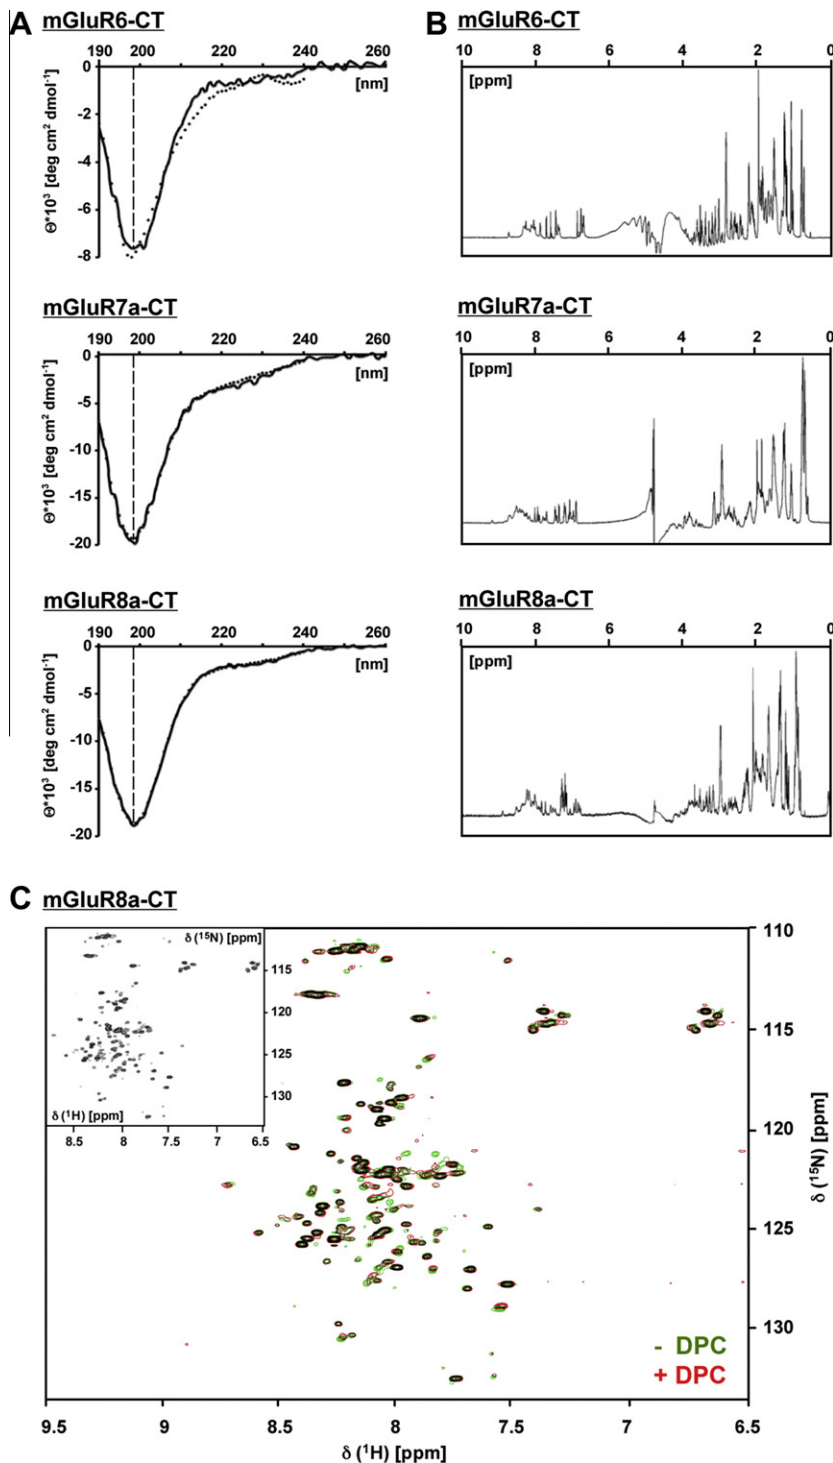 A mGluR6-CT
190 200 220 240 260
[nm]
0
-2
-4
-6
-8
Θ*10³ [deg cm² dmol⁻¹]
B mGluR6-CT
10 8 6 4 2 0
[ppm]
mGluR7a-CT
190 200 220 240 260
[nm]
0
-5
-10
-15
-20
Θ*10³ [deg cm² dmol⁻¹]
mGluR7a-CT
10 8 6 4 2 0
[ppm]
mGluR8a-CT
190 200 220 240 260
[nm]
0
-5
-10
-15
-20
Θ*10³ [deg cm² dmol⁻¹]
mGluR8a-CT
10 8 6 4 2 0
[ppm]
C mGluR8a-CT
δ (¹⁵N) [ppm]
115
120
125
130
δ (¹H) [ppm]
8.5 8 7.5 7 6.5
110
115
120
125
130
δ (¹⁵N) [ppm]
- DPC
+ DPC
9.5 9 8.5 8 7.5 7 6.5
δ (¹H) [ppm]